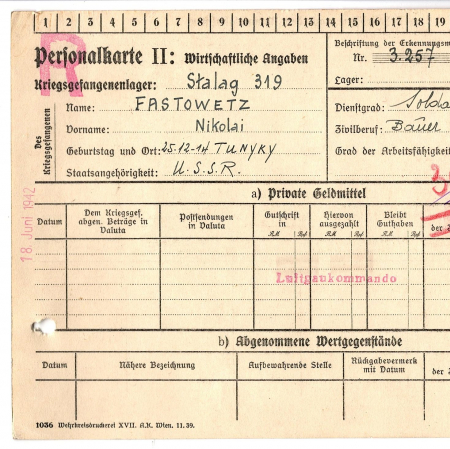 1 2 3 4 5 6 7 8 9 10 11 12 13 14 15 16 17 18 19
R
Personalkarte II: Wirtschaftliche Angaben
Beschriftung der Erkennungsm
Nr. 3.257
Kriegsgefangenenlager: Stalag 319
Lager:
Des Kriegsgefangenen
Name: FASTOWETZ
Dienstgrad: Solda
Vorname: Nikolai
Zivilberuf: Bauer
Geburtstag und Ort: 25-12-14 TUNYKY
Grad der Arbeitsfähigkeit
Staatsangehörigkeit: U.S.S.R.
18. Juni 1942
a) Private Geldmittel
Datum
Dem Kriegsgef. abgen. Beträge in Valuta
Postsendungen in Valuta
Gutschrift in
RM Rpf
Hiervon ausgezahlt
RM Rpf
Bleibt Guthaben
RM Rpf
der
Luftgaukommando
b) Abgenommene Wertgegenstände
Datum
Nähere Bezeichnung
Aufbewahrende Stelle
Rückgabevermerk mit Datum
der
1036 Wehrkreisdruckerei XVII. A.K. Wien. 11.39.